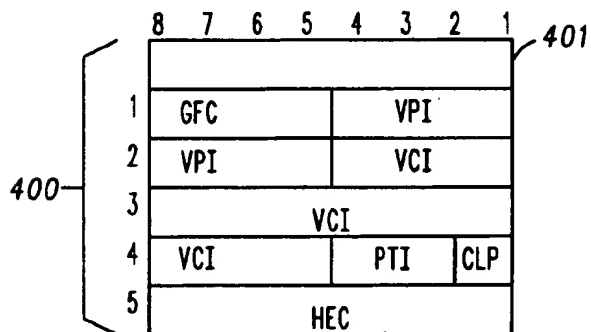 8 7 6 5 4 3 2 1
401
1 GFC VPI
2 VPI VCI
400
3 VCI
4 VCI PTI CLP
5 HEC